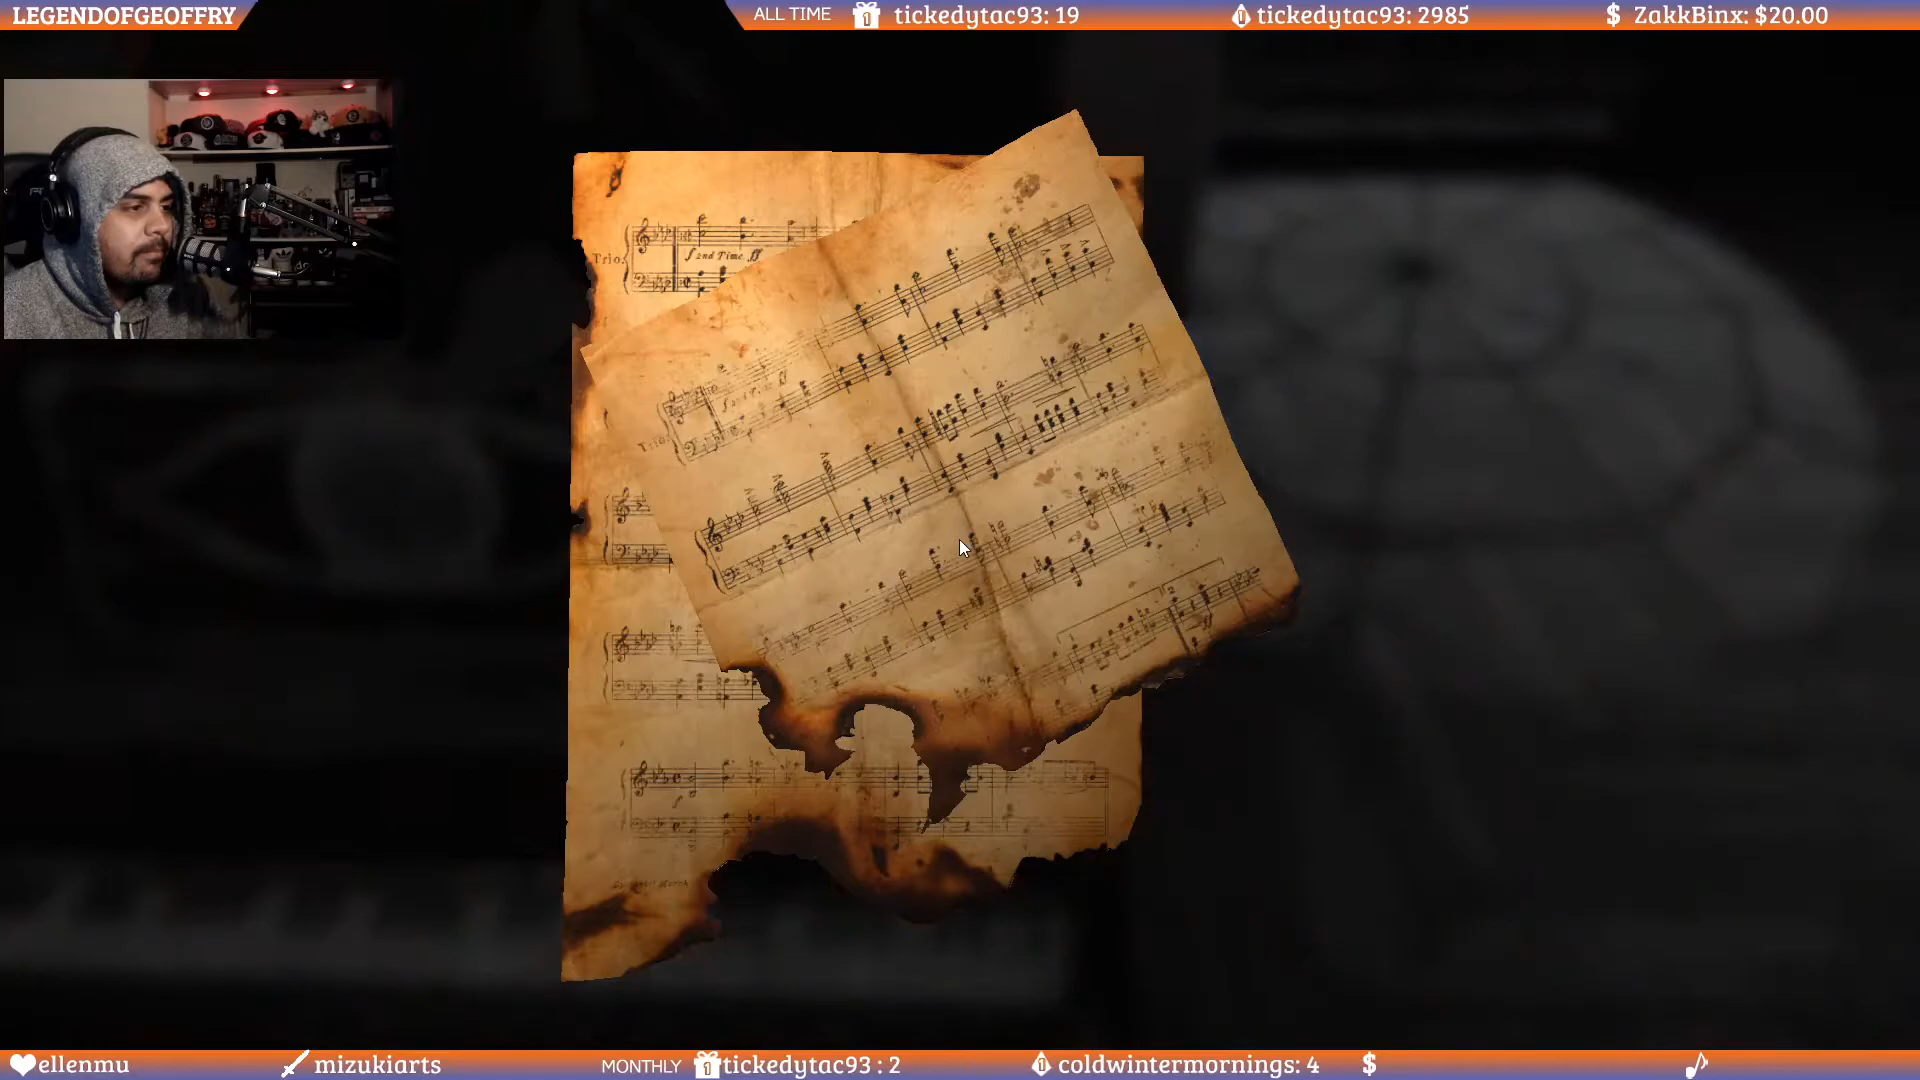 LEGENDOFGEOFFRY
ALL TIME
tickedytac93: 19
tickedytac93: 2985
$ ZakkBinx: $20.00
Trio.
f 2nd Time ff
Trio
ellenmu
mizukiarts
MONTHLY
tickedytac93 : 2
coldwintermornings: 4
$